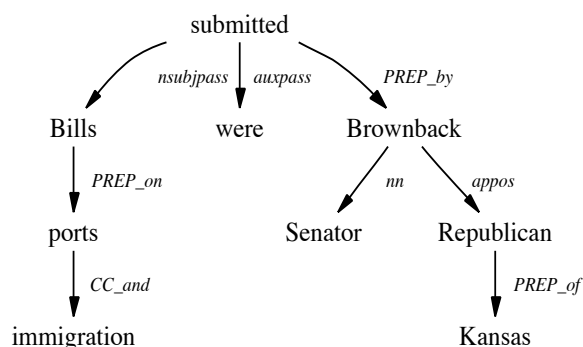 submitted
nsubjpass auxpass PREP_by
Bills were Brownback
PREP_on nn appos
ports Senator Republican
CC_and PREP_of
immigration Kansas